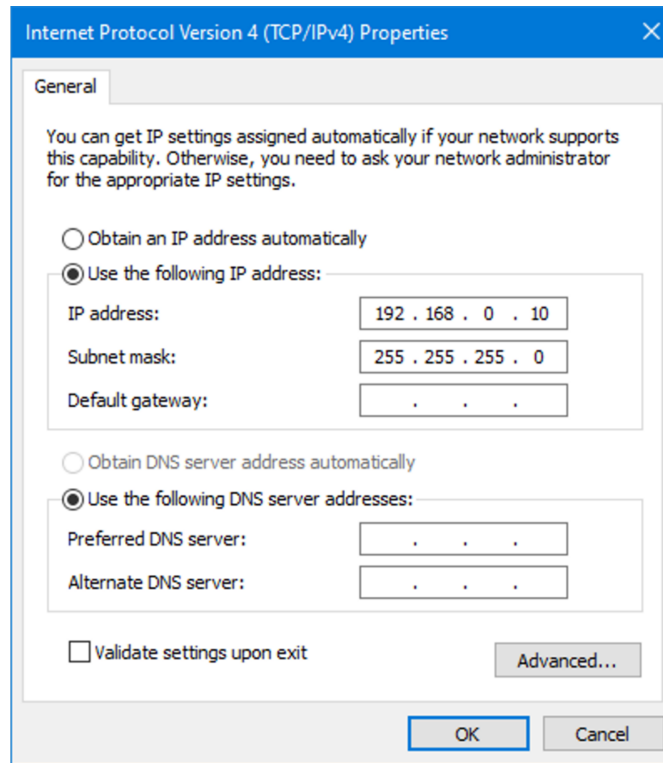 Internet Protocol Version 4 (TCP/IPv4) Properties
General
You can get IP settings assigned automatically if your network supports
this capability. Otherwise, you need to ask your network administrator
for the appropriate IP settings.
Obtain an IP address automatically
Use the following IP address:
IP address: 192 . 168 . 0 . 10
Subnet mask: 255 . 255 . 255 . 0
Default gateway: . . .
Obtain DNS server address automatically
Use the following DNS server addresses:
Preferred DNS server: . . .
Alternate DNS server: . . .
Validate settings upon exit
Advanced...
OK Cancel